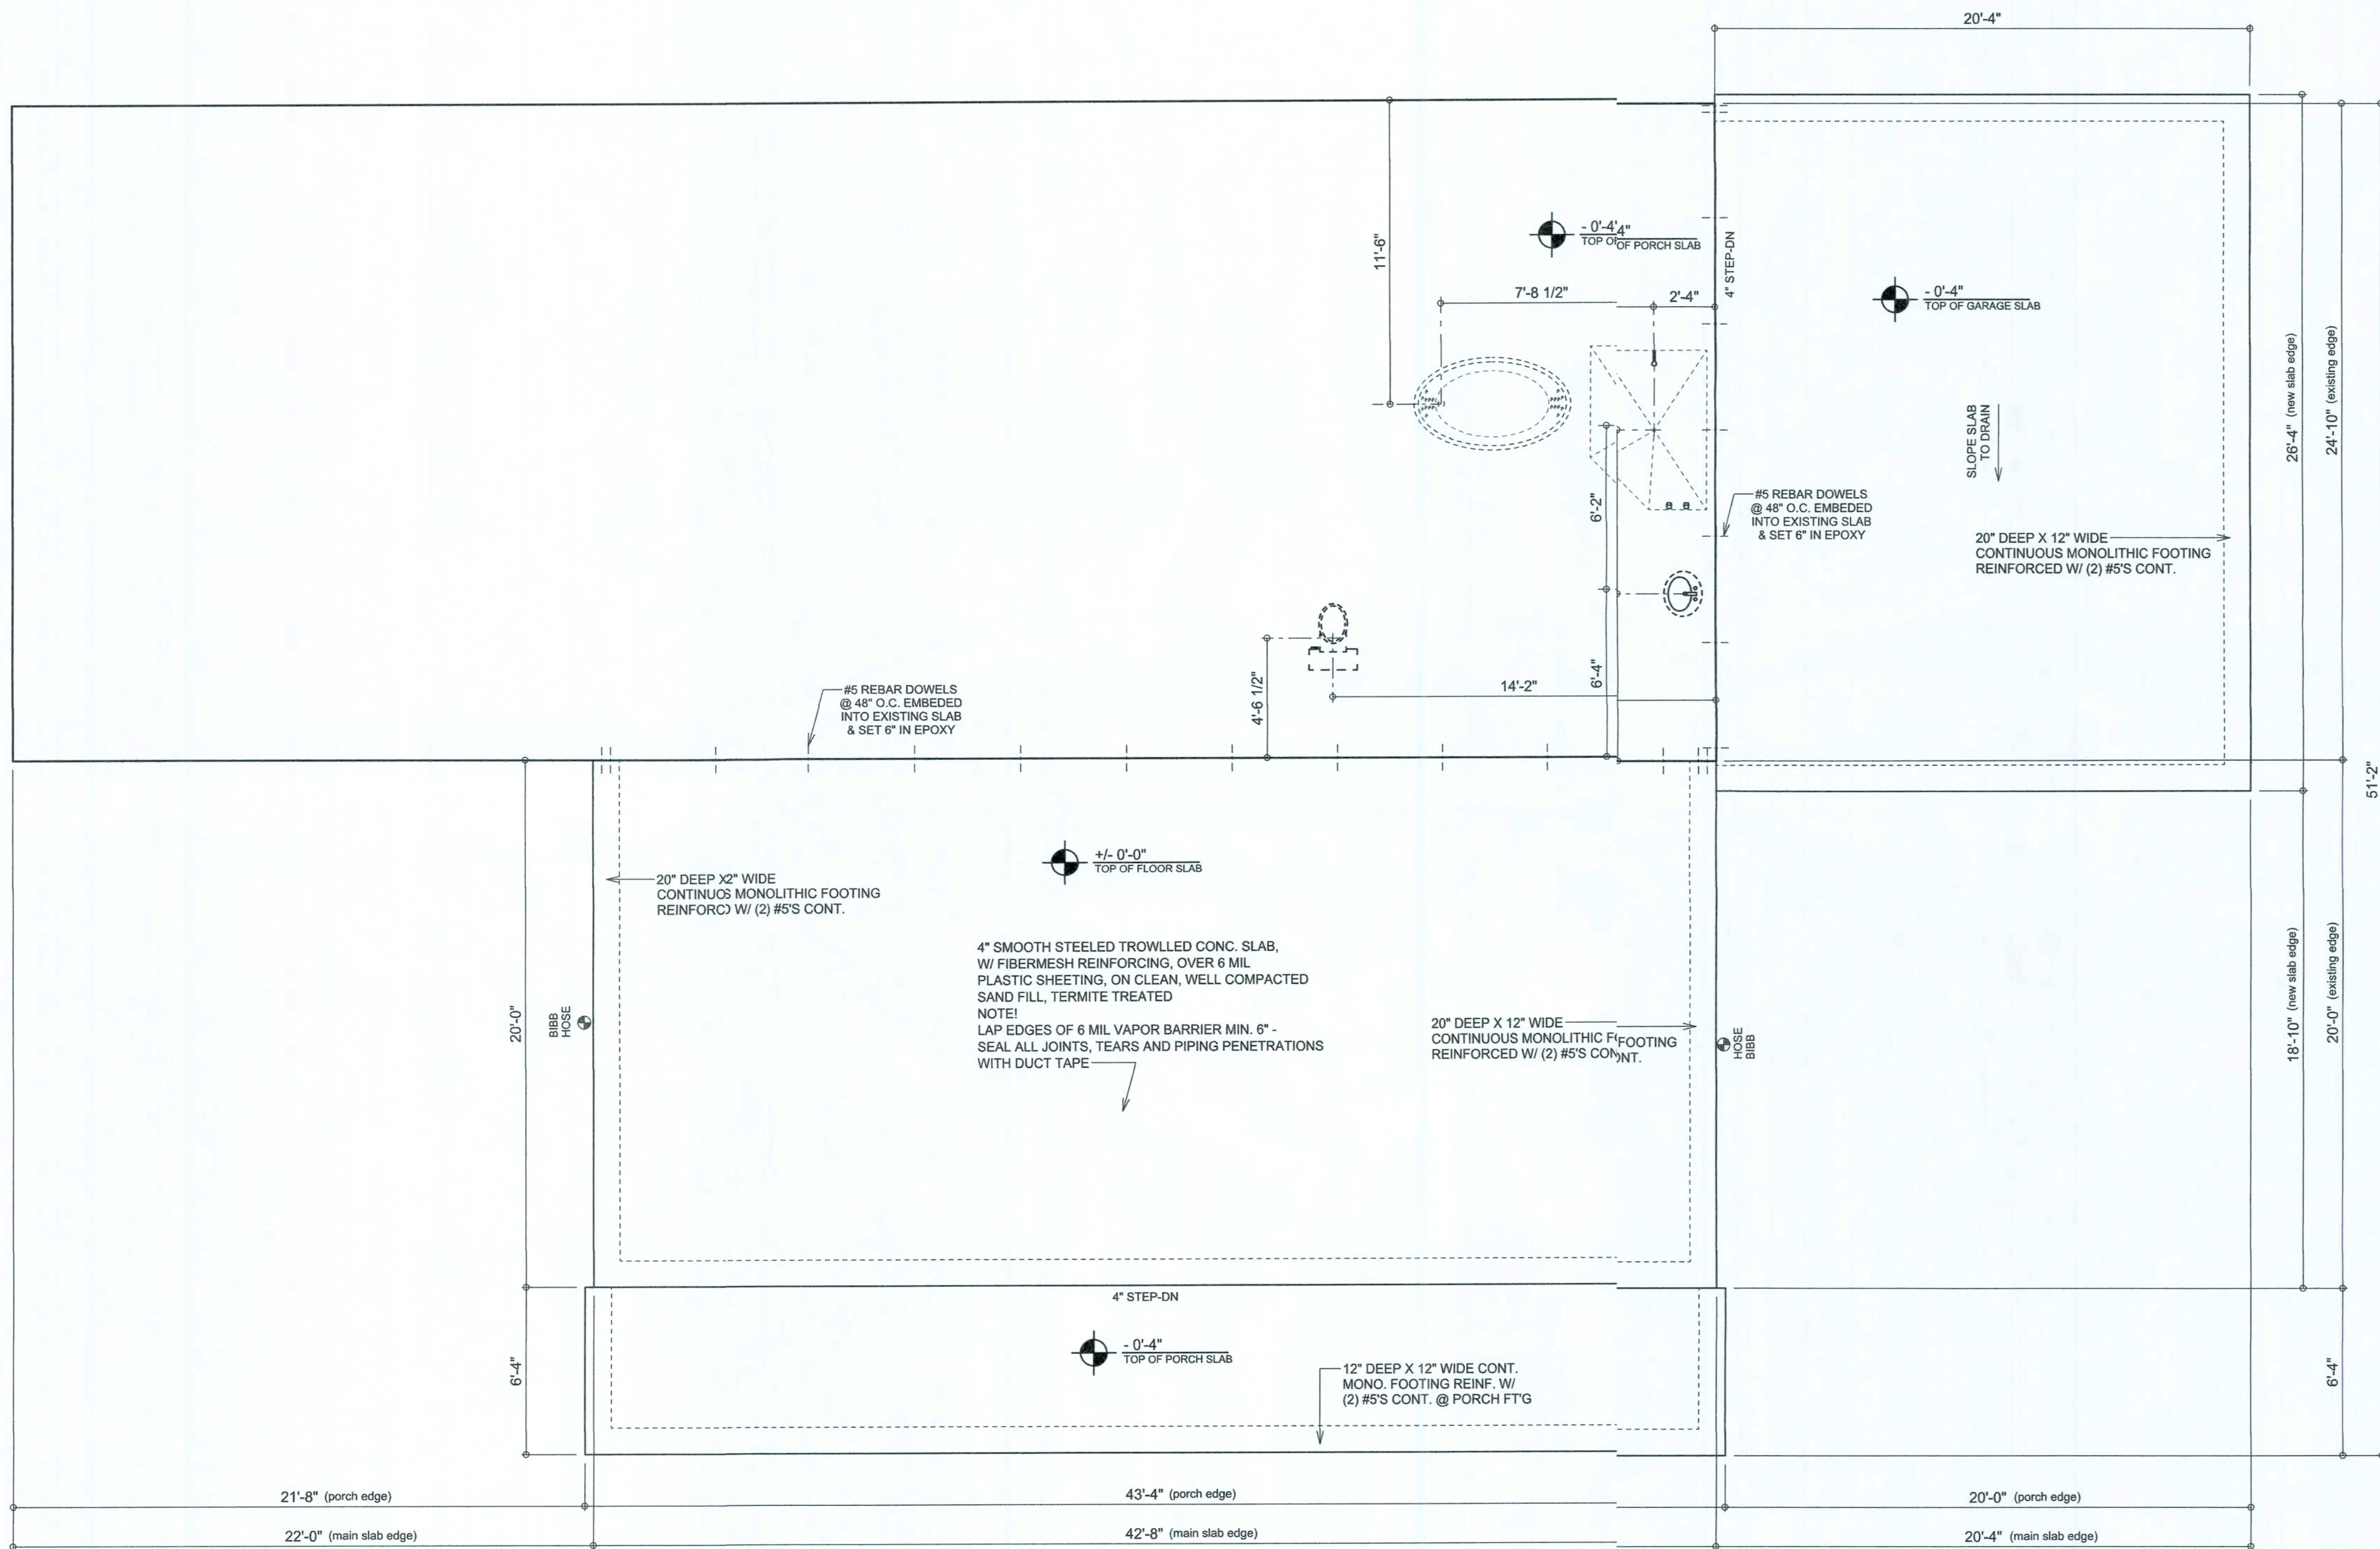 20'-4"
- 0'-4'4"
TOP OF OF PORCH SLAB
11'-6"
4" STEP-DN
7'-8 1/2"
2'-4"
- 0'-4"
TOP OF GARAGE SLAB
26'-4" (new slab edge)
24'-10" (existing edge)
SLOPE SLAB
TO DRAIN
6'-2"
#5 REBAR DOWELS
@ 48" O.C. EMBEDED
INTO EXISTING SLAB
& SET 6" IN EPOXY
20" DEEP X 12" WIDE
CONTINUOUS MONOLITHIC FOOTING
REINFORCED W/ (2) #5'S CONT.
#5 REBAR DOWELS
@ 48" O.C. EMBEDED
INTO EXISTING SLAB
& SET 6" IN EPOXY
4'-6 1/2"
14'-2"
6'-4"
51'-2"
+/- 0'-0"
TOP OF FLOOR SLAB
20" DEEP X2" WIDE
CONTINUOS MONOLITHIC FOOTING
REINFORC) W/ (2) #5'S CONT.
4" SMOOTH STEELED TROWLLED CONC. SLAB,
W/ FIBERMESH REINFORCING, OVER 6 MIL
PLASTIC SHEETING, ON CLEAN, WELL COMPACTED
SAND FILL, TERMITE TREATED
NOTE!
LAP EDGES OF 6 MIL VAPOR BARRIER MIN. 6" -
SEAL ALL JOINTS, TEARS AND PIPING PENETRATIONS
WITH DUCT TAPE
20'-0"
BIBB
HOSE
20" DEEP X 12" WIDE
CONTINUOUS MONOLITHIC FOOTING
REINFORCED W/ (2) #5'S CONT.
HOSE
BIBB
18'-10" (new slab edge)
20'-0" (existing edge)
4" STEP-DN
- 0'-4"
TOP OF PORCH SLAB
6'-4"
12" DEEP X 12" WIDE CONT.
MONO. FOOTING REINF. W/
(2) #5'S CONT. @ PORCH FT'G
6'-4"
21'-8" (porch edge)
43'-4" (porch edge)
20'-0" (porch edge)
22'-0" (main slab edge)
42'-8" (main slab edge)
20'-4" (main slab edge)